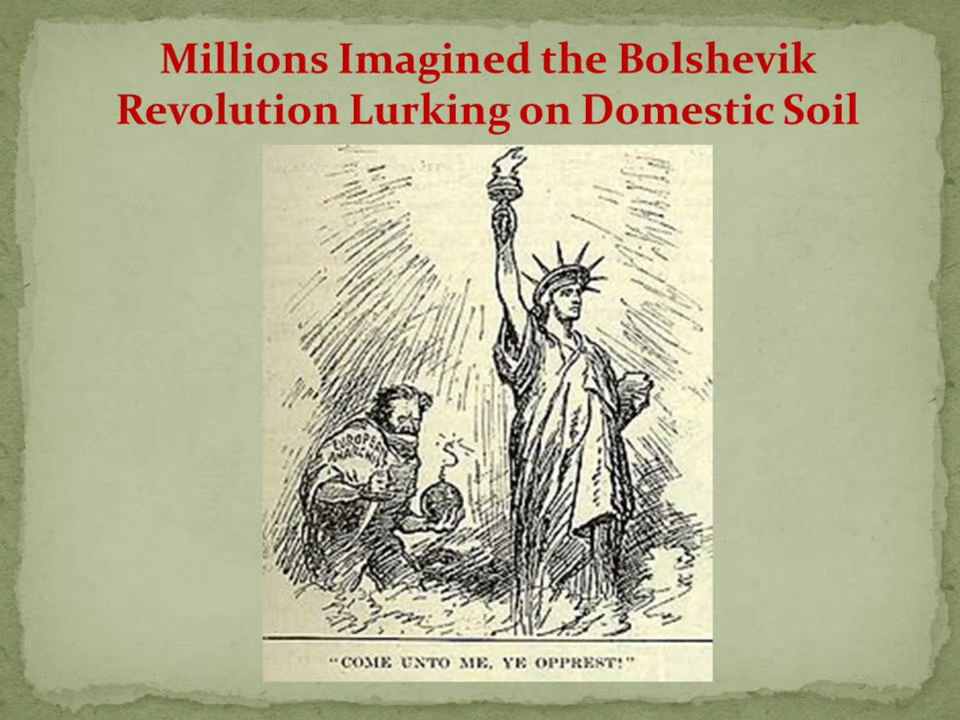 Millions Imagined the Bolshevik
Revolution Lurking on Domestic Soil
EUROPEAN
ANARCHIST
"COME UNTO ME, YE OPPREST!"